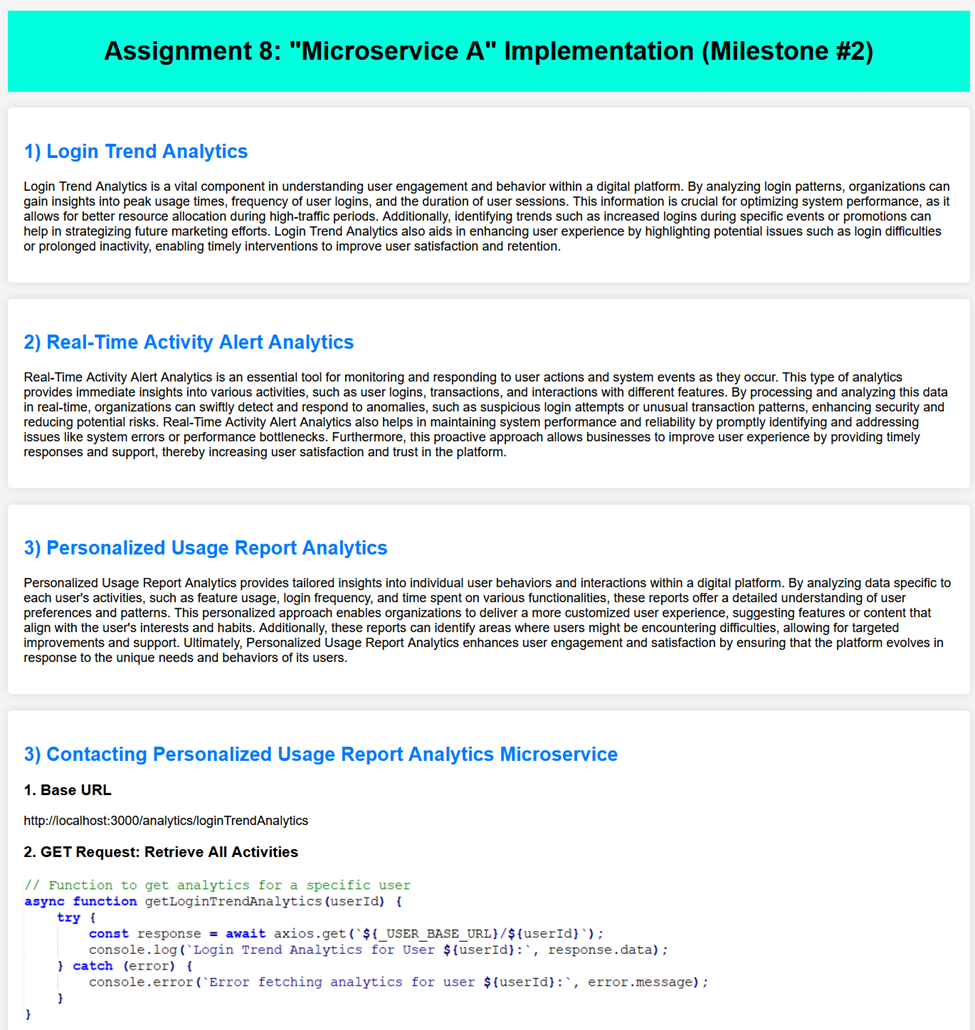 Assignment 8: "Microservice A" Implementation (Milestone #2)
1) Login Trend Analytics
Login Trend Analytics is a vital component in understanding user engagement and behavior within a digital platform. By analyzing login patterns, organizations can
gain insights into peak usage times, frequency of user logins, and the duration of user sessions. This information is crucial for optimizing system performance, as it
allows for better resource allocation during high-traffic periods. Additionally, identifying trends such as increased logins during specific events or promotions can
help in strategizing future marketing efforts. Login Trend Analytics also aids in enhancing user experience by highlighting potential issues such as login difficulties
or prolonged inactivity, enabling timely interventions to improve user satisfaction and retention.
2) Real-Time Activity Alert Analytics
Real-Time Activity Alert Analytics is an essential tool for monitoring and responding to user actions and system events as they occur. This type of analytics
provides immediate insights into various activities, such as user logins, transactions, and interactions with different features. By processing and analyzing this data
in real-time, organizations can swiftly detect and respond to anomalies, such as suspicious login attempts or unusual transaction patterns, enhancing security and
reducing potential risks. Real-Time Activity Alert Analytics also helps in maintaining system performance and reliability by promptly identifying and addressing
issues like system errors or performance bottlenecks. Furthermore, this proactive approach allows businesses to improve user experience by providing timely
responses and support, thereby increasing user satisfaction and trust in the platform.
3) Personalized Usage Report Analytics
Personalized Usage Report Analytics provides tailored insights into individual user behaviors and interactions within a digital platform. By analyzing data specific to
each user's activities, such as feature usage, login frequency, and time spent on various functionalities, these reports offer a detailed understanding of user
preferences and patterns. This personalized approach enables organizations to deliver a more customized user experience, suggesting features or content that
align with the user's interests and habits. Additionally, these reports can identify areas where users might be encountering difficulties, allowing for targeted
improvements and support. Ultimately, Personalized Usage Report Analytics enhances user engagement and satisfaction by ensuring that the platform evolves in
response to the unique needs and behaviors of its users.
3) Contacting Personalized Usage Report Analytics Microservice
1. Base URL
http://localhost:3000/analytics/loginTrendAnalytics
2. GET Request: Retrieve All Activities
// Function to get analytics for a specific user
async function getLoginTrendAnalytics(userId) {
    try {
        const response = await axios.get(`${_USER_BASE_URL}/${userId}`);
        console.log(`Login Trend Analytics for User ${userId}:`, response.data);
    } catch (error) {
        console.error(`Error fetching analytics for user ${userId}:`, error.message);
    }
}